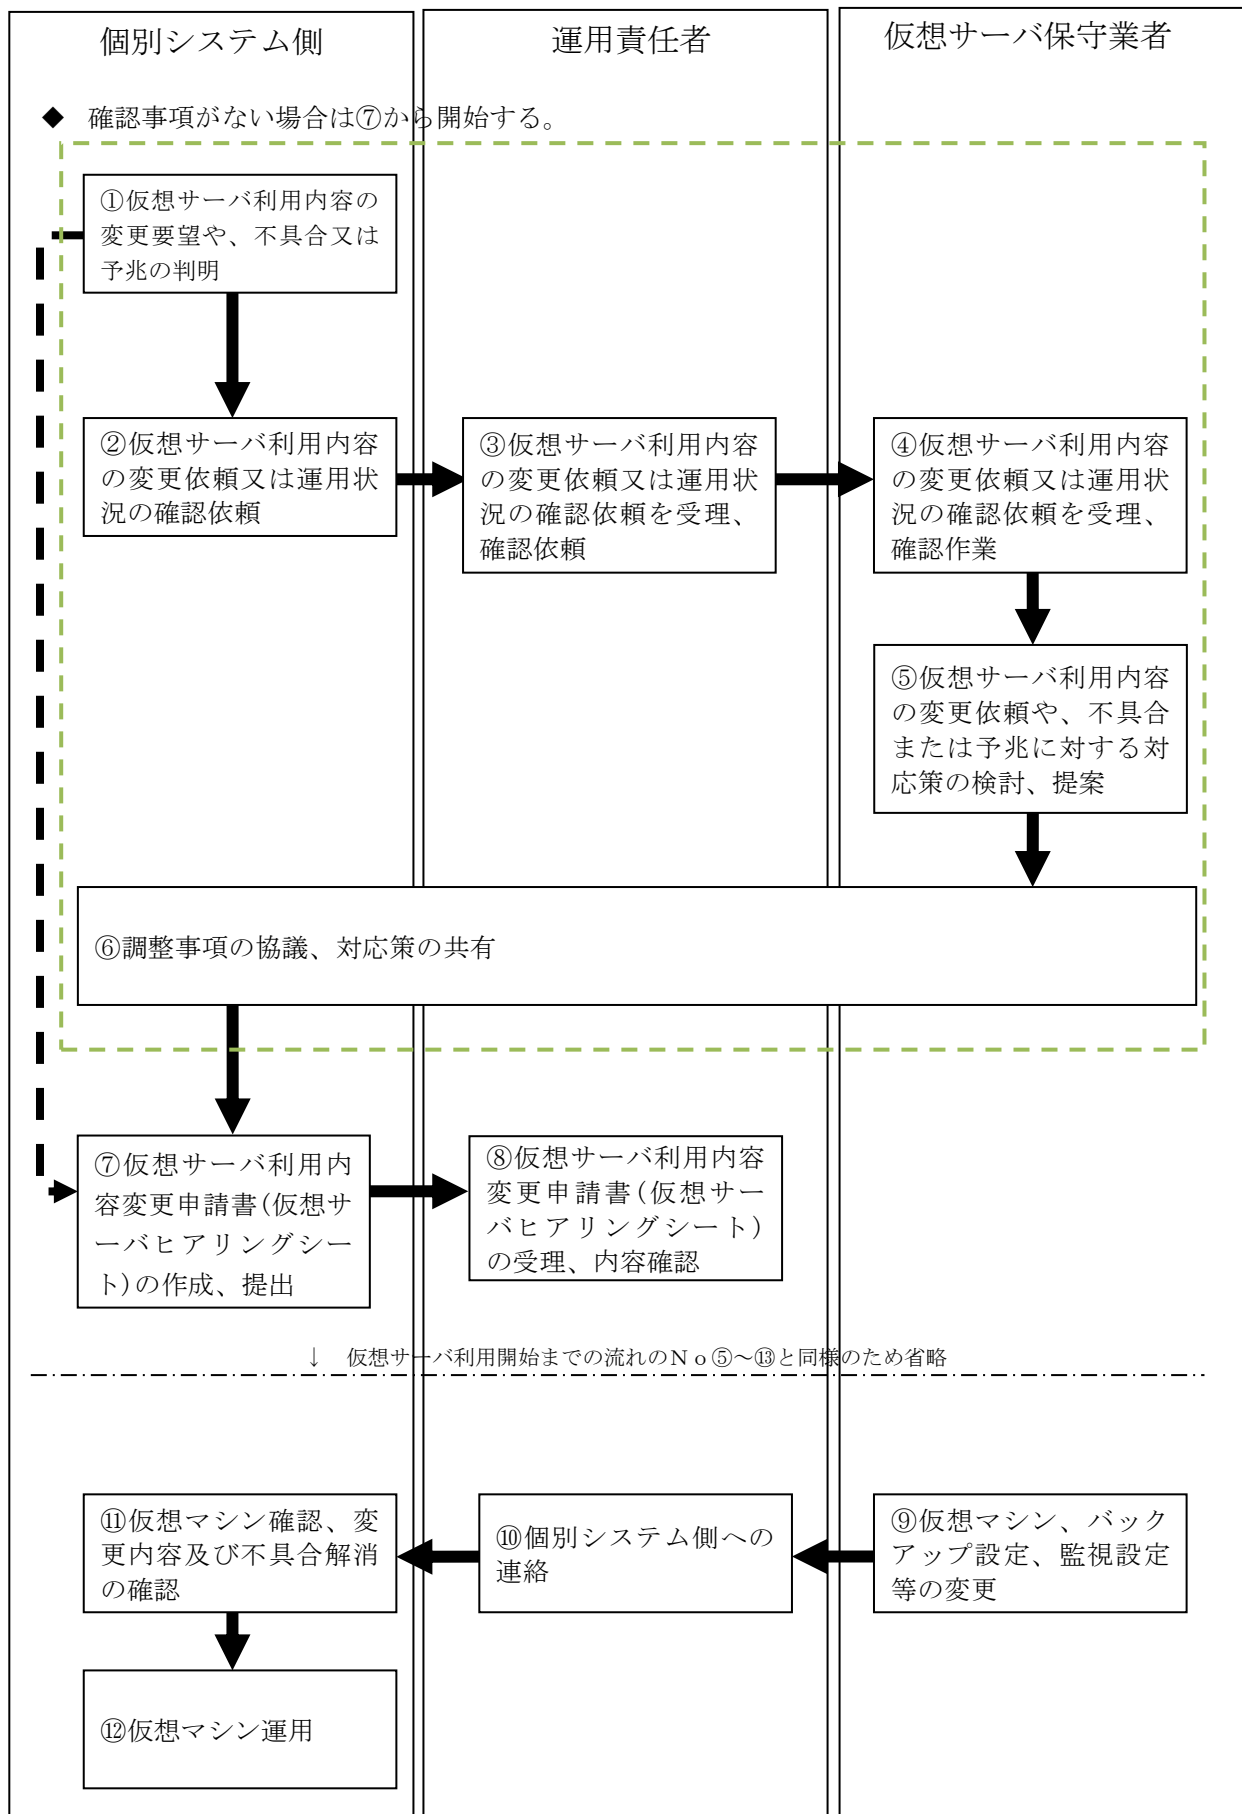 個別システム側
運用責任者
仮想サーバ保守業者
◆ 確認事項がない場合は⑦から開始する。
①仮想サーバ利用内容の
変更要望や、不具合又は
予兆の判明
②仮想サーバ利用内容
の変更依頼又は運用状
況の確認依頼
③仮想サーバ利用内容
の変更依頼又は運用状
況の確認依頼を受理、
確認依頼
④仮想サーバ利用内容
の変更依頼又は運用状
況の確認依頼を受理、
確認作業
⑤仮想サーバ利用内容
の変更依頼や、不具合
または予兆に対する対
応策の検討、提案
⑥調整事項の協議、対応策の共有
⑦仮想サーバ利用内
容変更申請書(仮想サ
ーバヒアリングシー
ト)の作成、提出
⑧仮想サーバ利用内容
変更申請書(仮想サー
バヒアリングシート)
の受理、内容確認
↓ 仮想サーバ利用開始までの流れのNo⑤～⑬と同様のため省略
⑪仮想マシン確認、変
更内容及び不具合解消
の確認
⑩個別システム側への
連絡
⑨仮想マシン、バック
アップ設定、監視設定
等の変更
⑫仮想マシン運用